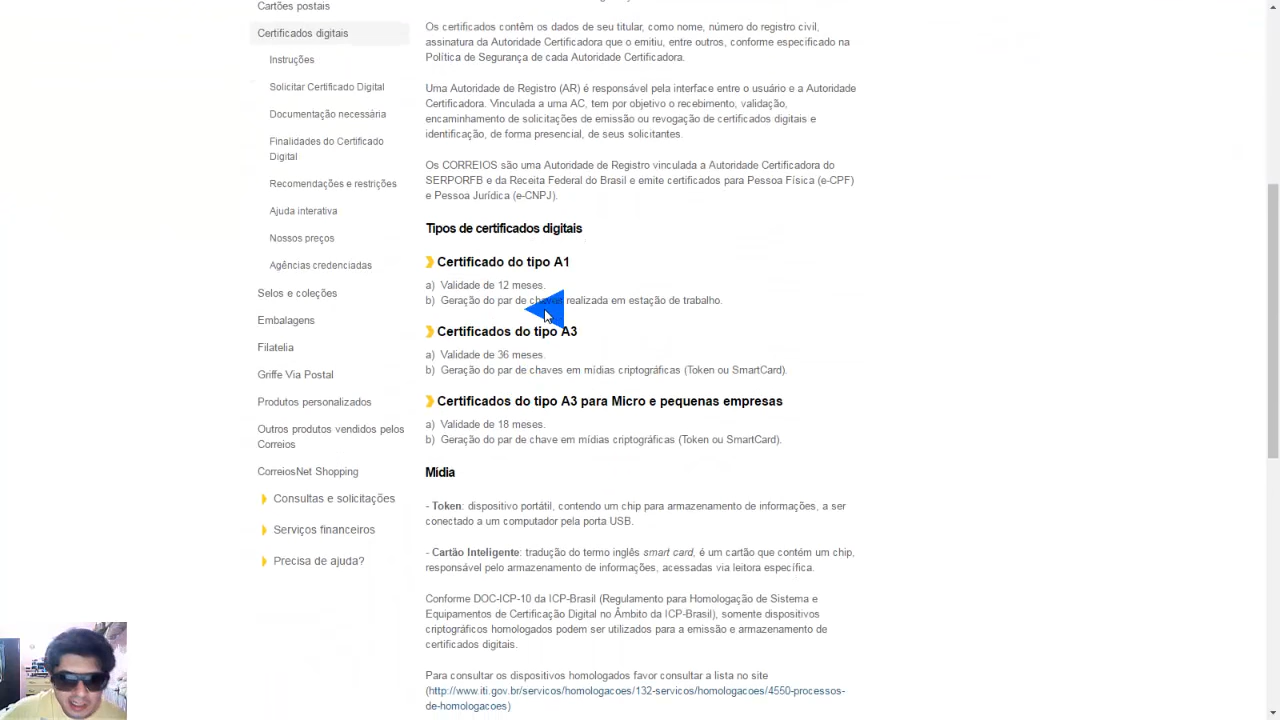 Cartões postais
Certificados digitais
Instruções
Solicitar Certificado Digital
Documentação necessária
Finalidades do Certificado
Digital
Recomendações e restrições
Ajuda interativa
Nossos preços
Agências credenciadas
Selos e coleções
Embalagens
Filatelia
Griffe Via Postal
Produtos personalizados
Outros produtos vendidos pelos
Correios
CorreiosNet Shopping
Consultas e solicitações
Serviços financeiros
Precisa de ajuda?
Os certificados contêm os dados de seu titular, como nome, número do registro civil,
assinatura da Autoridade Certificadora que o emitiu, entre outros, conforme especificado na
Política de Segurança de cada Autoridade Certificadora.
Uma Autoridade de Registro (AR) é responsável pela interface entre o usuário e a Autoridade
Certificadora. Vinculada a uma AC, tem por objetivo o recebimento, validação,
encaminhamento de solicitações de emissão ou revogação de certificados digitais e
identificação, de forma presencial, de seus solicitantes.
Os CORREIOS são uma Autoridade de Registro vinculada a Autoridade Certificadora do
SERPORFB e da Receita Federal do Brasil e emite certificados para Pessoa Física (e-CPF)
e Pessoa Jurídica (e-CNPJ).
Tipos de certificados digitais
Certificado do tipo A1
a) Validade de 12 meses.
b) Geração do par de chaves realizada em estação de trabalho.
Certificados do tipo A3
a) Validade de 36 meses.
b) Geração do par de chaves em mídias criptográficas (Token ou SmartCard).
Certificados do tipo A3 para Micro e pequenas empresas
a) Validade de 18 meses.
b) Geração do par de chave em mídias criptográficas (Token ou SmartCard).
Mídia
- Token: dispositivo portátil, contendo um chip para armazenamento de informações, a ser
conectado a um computador pela porta USB.
- Cartão Inteligente: tradução do termo inglês smart card, é um cartão que contém um chip,
responsável pelo armazenamento de informações, acessadas via leitora específica.
Conforme DOC-ICP-10 da ICP-Brasil (Regulamento para Homologação de Sistema e
Equipamentos de Certificação Digital no Âmbito da ICP-Brasil), somente dispositivos
criptográficos homologados podem ser utilizados para a emissão e armazenamento de
certificados digitais.
Para consultar os dispositivos homologados favor consultar a lista no site
(http://www.iti.gov.br/servicos/homologacoes/132-servicos/homologacoes/4550-processos-
de-homologacoes)